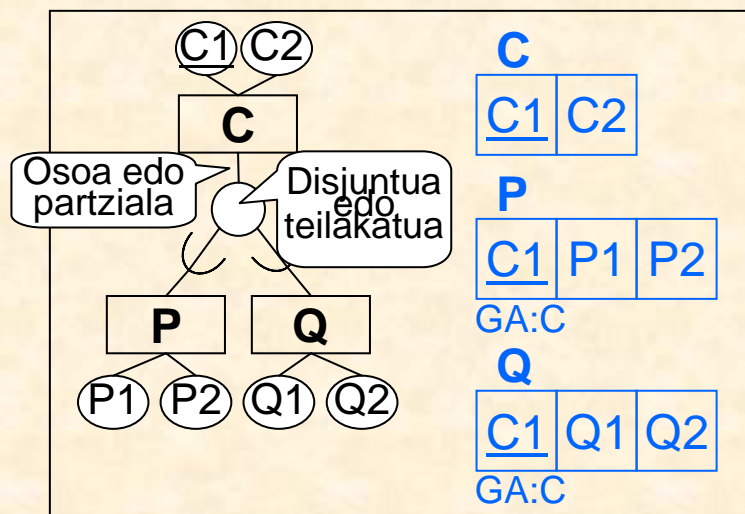 C1 C2
C
Osoa edo
partziala
Disjuntua
edo
teilakatua
P Q
P1 P2 Q1 Q2
C
C1 C2
P
C1 P1 P2
GA:C
Q
C1 Q1 Q2
GA:C